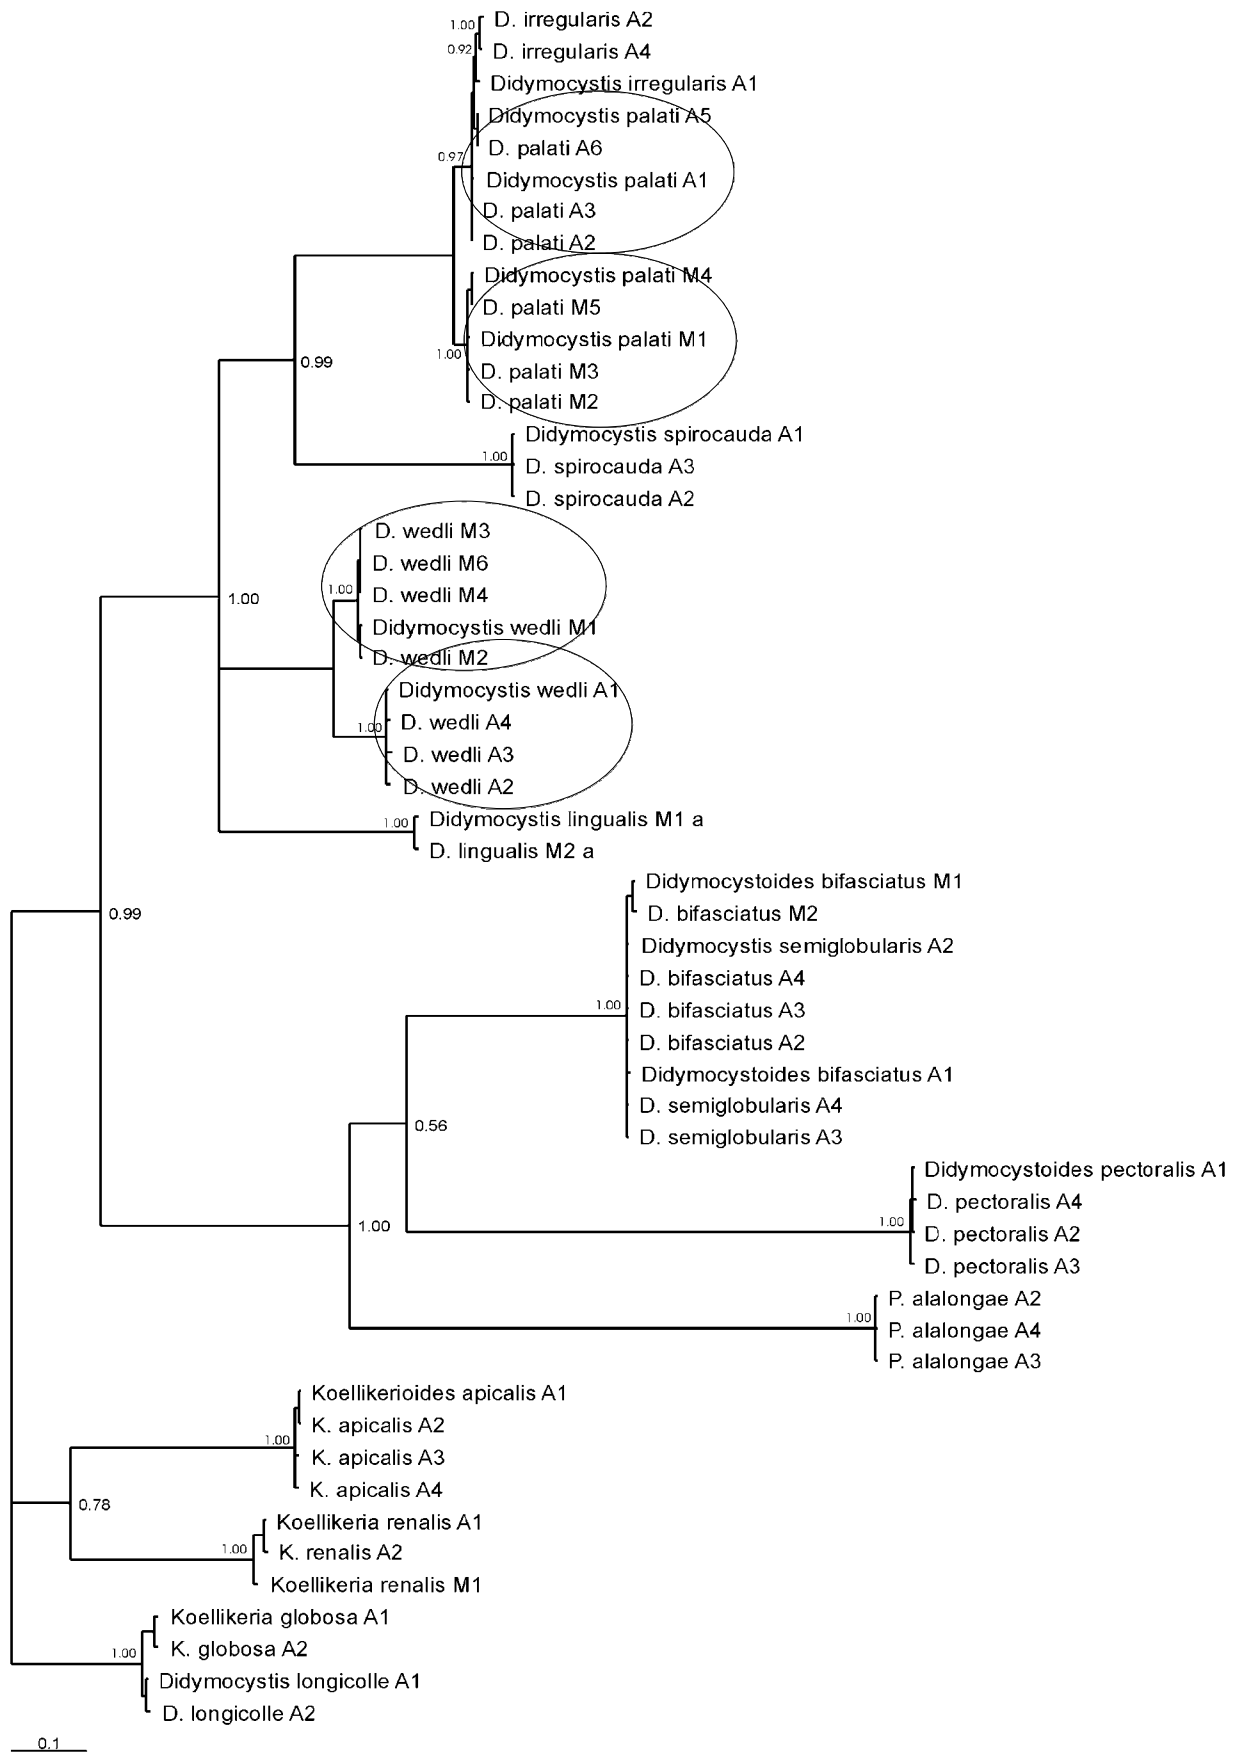 1.00
D. irregularis A2
0.92
D. irregularis A4
Didymocystis irregularis A1
Didymocystis palati A5
D. palati A6
0.97
Didymocystis palati A1
D. palati A3
D. palati A2
Didymocystis palati M4
D. palati M5
Didymocystis palati M1
1.00
0.99
D. palati M3
D. palati M2
Didymocystis spirocauda A1
1.00
D. spirocauda A3
D. spirocauda A2
D. wedli M3
D. wedli M6
1.00
D. wedli M4
1.00
Didymocystis wedli M1
D. wedli M2
Didymocystis wedli A1
1.00
D. wedli A4
D. wedli A3
D. wedli A2
1.00
Didymocystis lingualis M1 a
D. lingualis M2 a
Didymocystoides bifasciatus M1
0.99
D. bifasciatus M2
Didymocystis semiglobularis A2
D. bifasciatus A4
1.00
D. bifasciatus A3
D. bifasciatus A2
Didymocystoides bifasciatus A1
D. semiglobularis A4
0.56
D. semiglobularis A3
Didymocystoides pectoralis A1
D. pectoralis A4
1.00
1.00
D. pectoralis A2
D. pectoralis A3
P. alalongae A2
1.00
P. alalongae A4
P. alalongae A3
Koellikerioides apicalis A1
K. apicalis A2
1.00
K. apicalis A3
K. apicalis A4
0.78
Koellikeria renalis A1
1.00
K. renalis A2
Koellikeria renalis M1
Koellikeria globosa A1
1.00
K. globosa A2
Didymocystis longicolle A1
D. longicolle A2
0.1